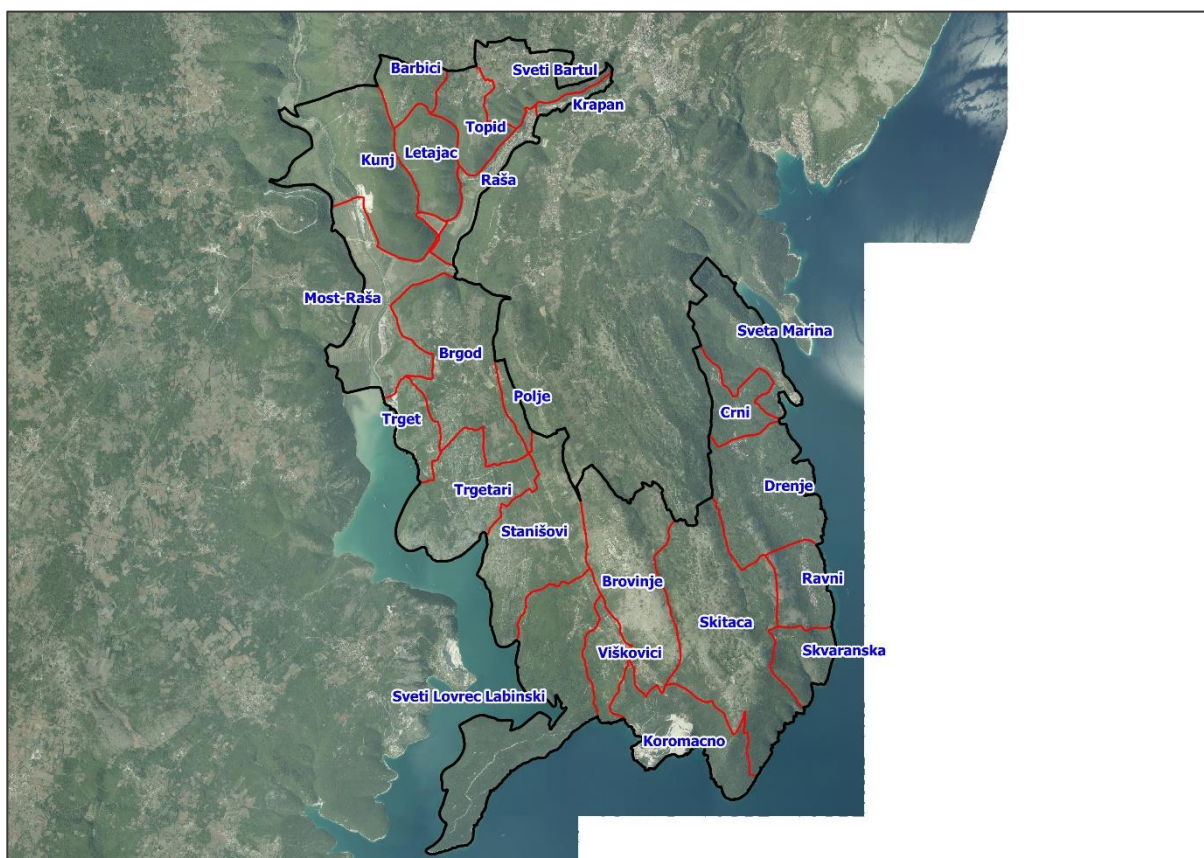 Barbici
Sveti Bartul
Krapan
Topid
Letajac
Kunj
Raša
Most-Raša
Sveta Marina
Brgod
Polje
Crni
Trget
Drenje
Trgetari
Stanišovi
Brovinje
Ravni
Skitaca
Viškovici
Skvaranska
Sveti Lovrec Labinski
Koromacno